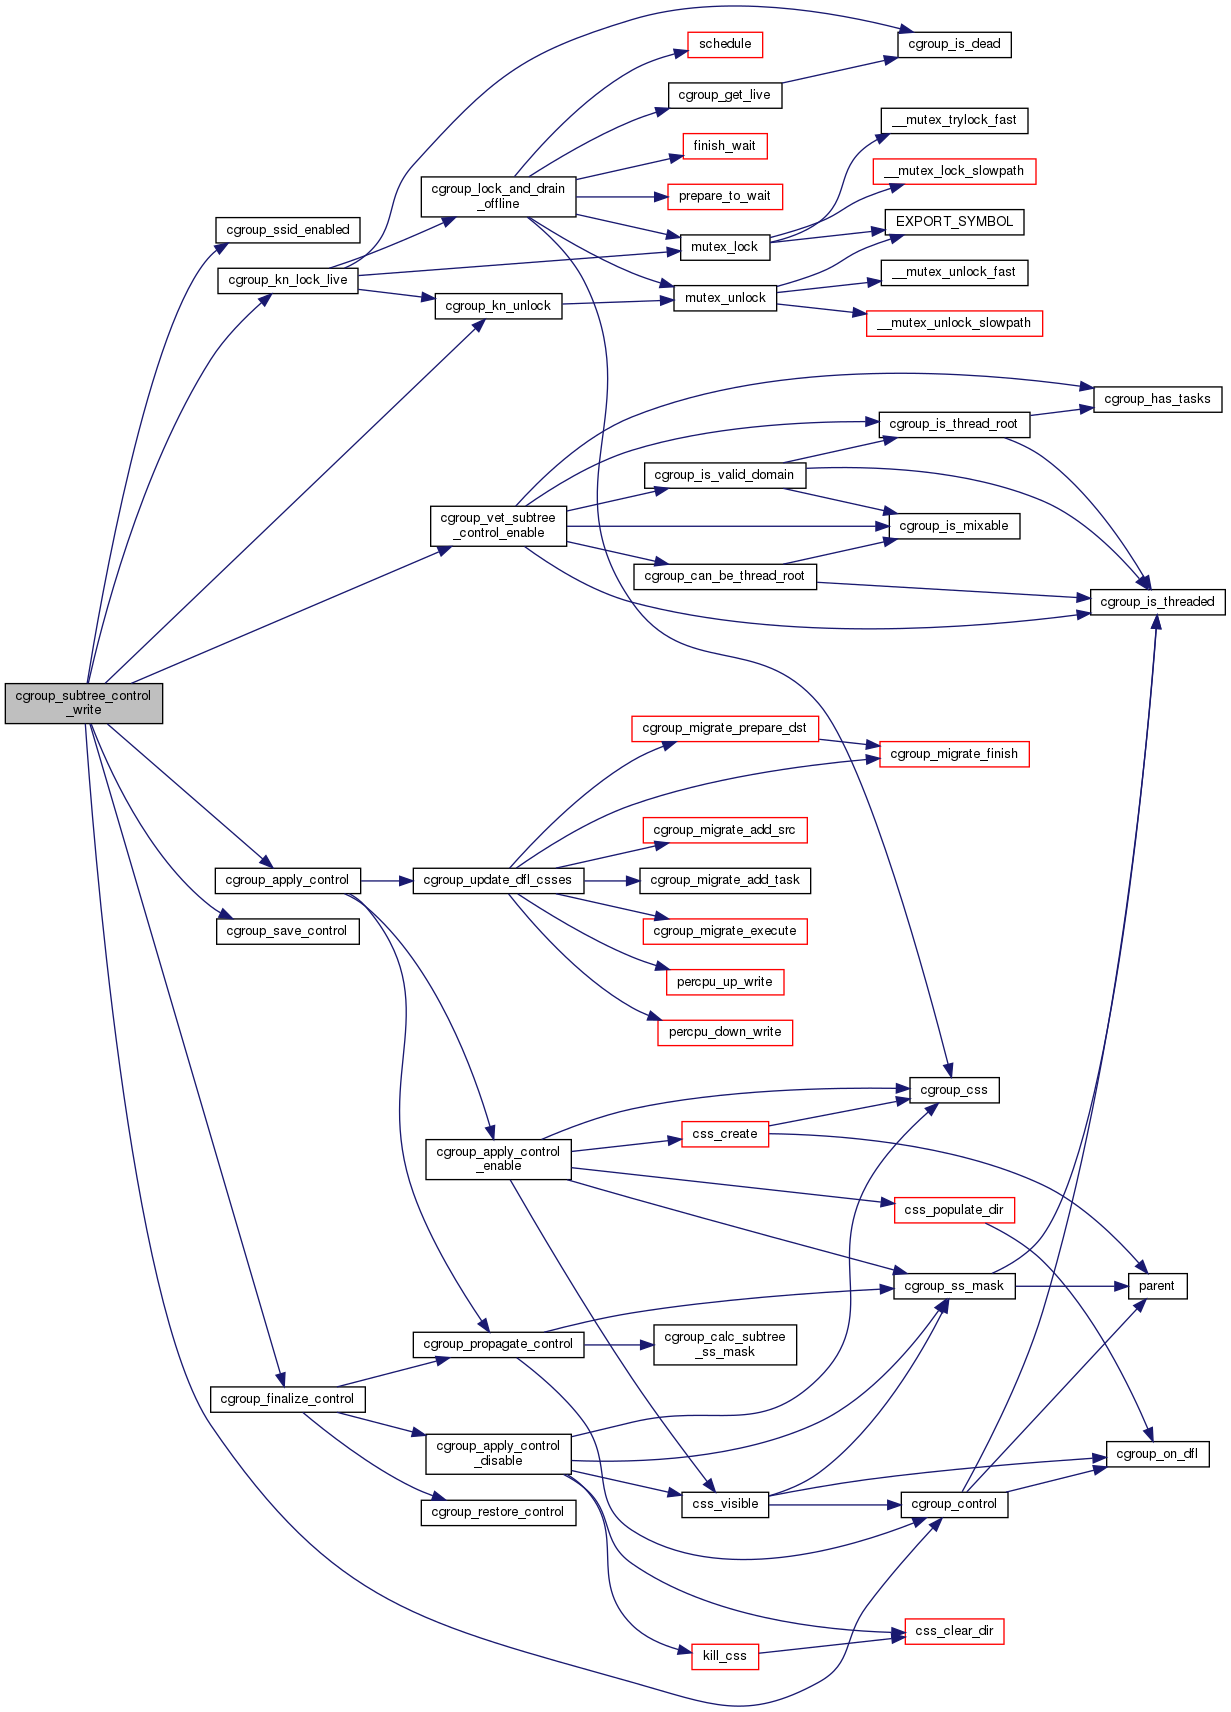 schedule
cgroup_is_dead
cgroup_get_live
__mutex_trylock_fast
finish_wait
__mutex_lock_slowpath
cgroup_lock_and_drain
_offline
prepare_to_wait
EXPORT_SYMBOL
cgroup_ssid_enabled
mutex_lock
__mutex_unlock_fast
cgroup_kn_lock_live
mutex_unlock
cgroup_kn_unlock
__mutex_unlock_slowpath
cgroup_has_tasks
cgroup_is_thread_root
cgroup_is_valid_domain
cgroup_vet_subtree
_control_enable
cgroup_is_mixable
cgroup_can_be_thread_root
cgroup_is_threaded
cgroup_subtree_control
_write
cgroup_migrate_prepare_dst
cgroup_migrate_finish
cgroup_migrate_add_src
cgroup_apply_control
cgroup_update_dfl_csses
cgroup_migrate_add_task
cgroup_save_control
cgroup_migrate_execute
percpu_up_write
percpu_down_write
cgroup_css
css_create
cgroup_apply_control
_enable
css_populate_dir
cgroup_ss_mask
parent
cgroup_propagate_control
cgroup_calc_subtree
_ss_mask
cgroup_finalize_control
cgroup_apply_control
_disable
cgroup_on_dfl
css_visible
cgroup_control
cgroup_restore_control
css_clear_dir
kill_css